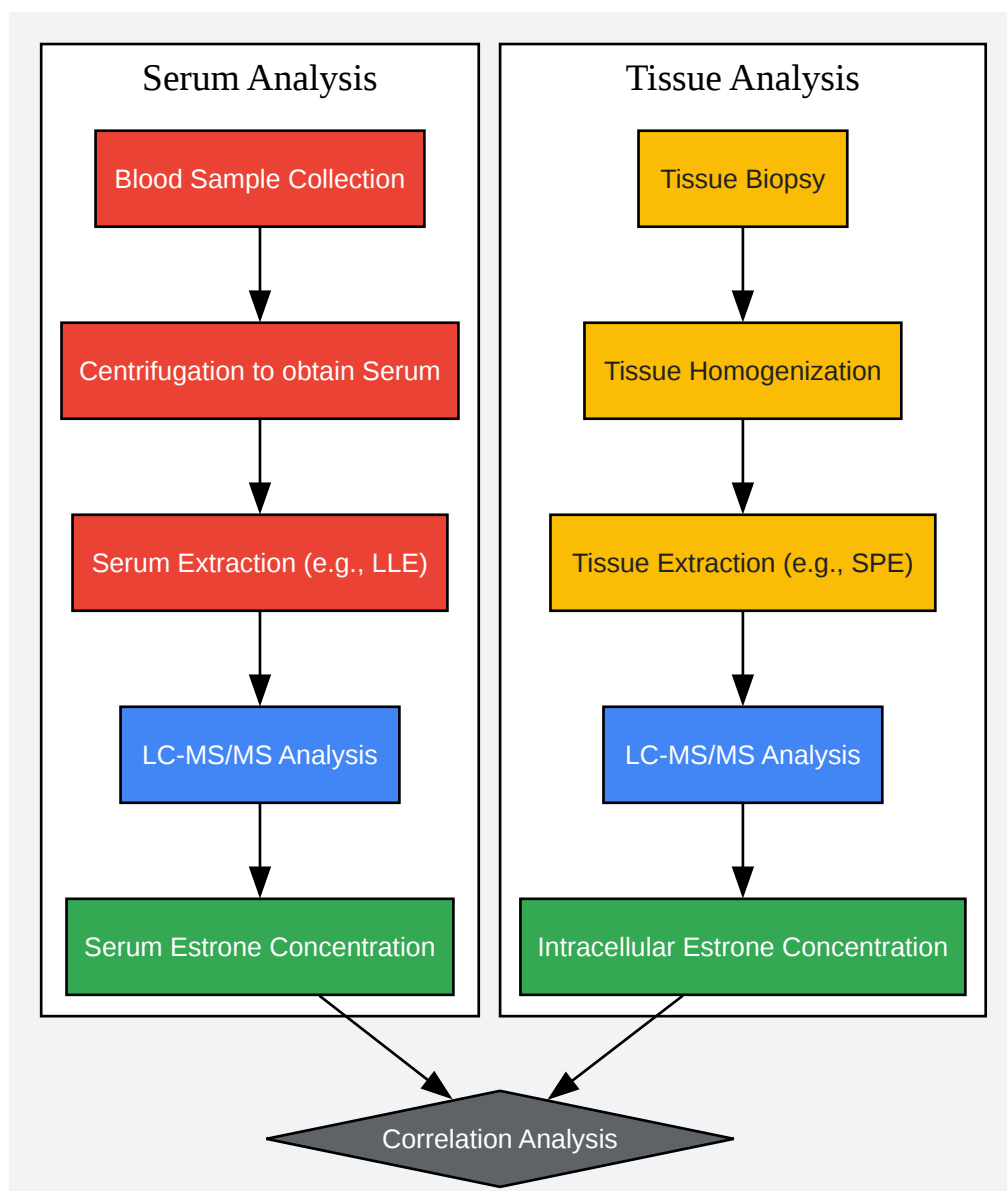 Serum Analysis
Blood Sample Collection
Centrifugation to obtain Serum
Serum Extraction (e.g., LLE)
LC-MS/MS Analysis
Serum Estrone Concentration
Tissue Analysis
Tissue Biopsy
Tissue Homogenization
Tissue Extraction (e.g., SPE)
LC-MS/MS Analysis
Intracellular Estrone Concentration
Correlation Analysis